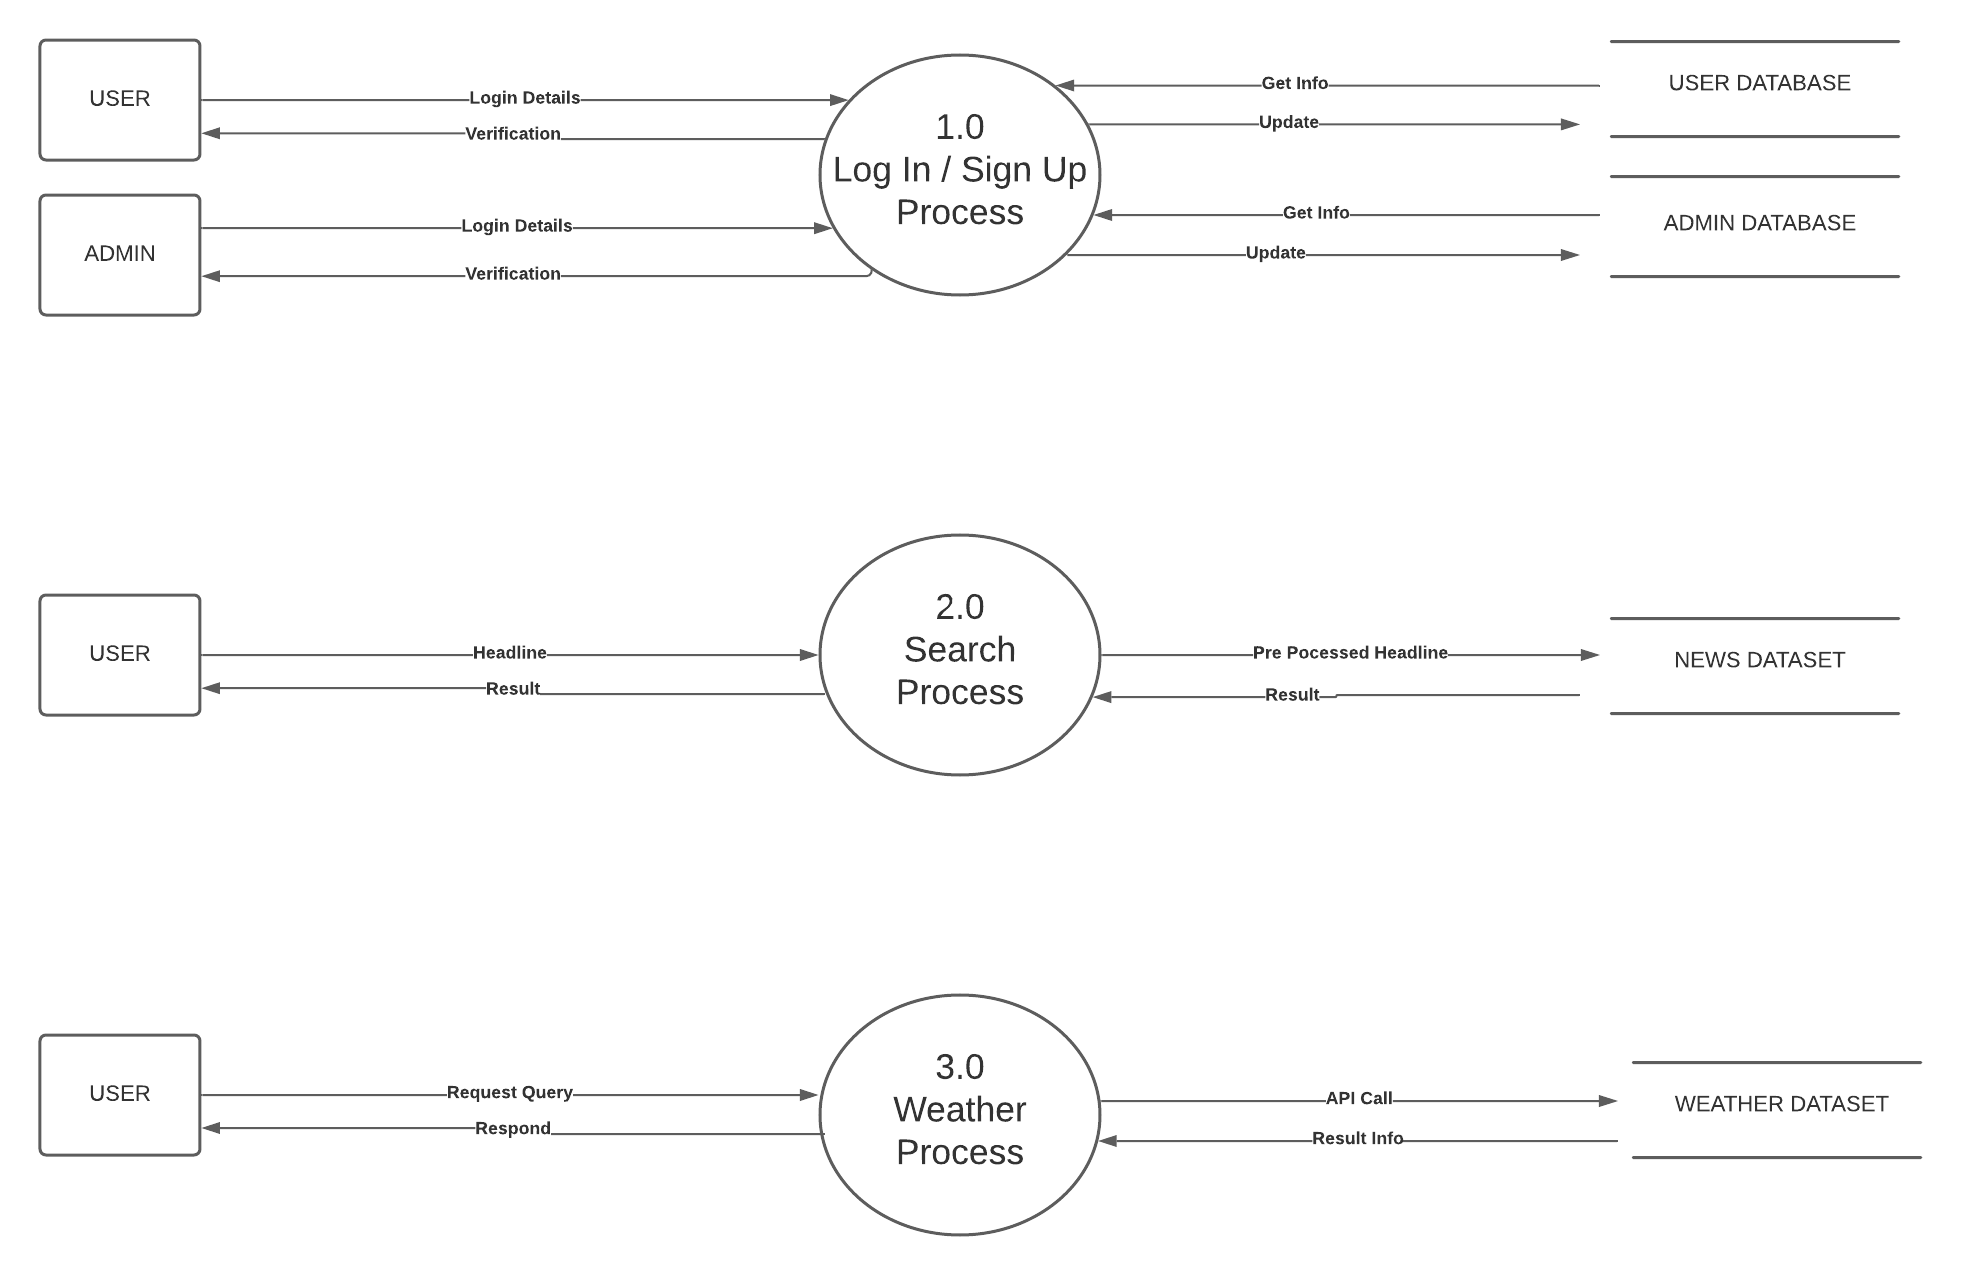 USER
Login Details
Verification
ADMIN
Login Details
Verification
1.0
Log In / Sign Up
Process
Get Info
Update
Get Info
Update
USER DATABASE
ADMIN DATABASE
USER
Headline
Result
2.0
Search
Process
Pre Pocessed Headline
Result
NEWS DATASET
USER
Request Query
Respond
3.0
Weather
Process
API Call
Result Info
WEATHER DATASET